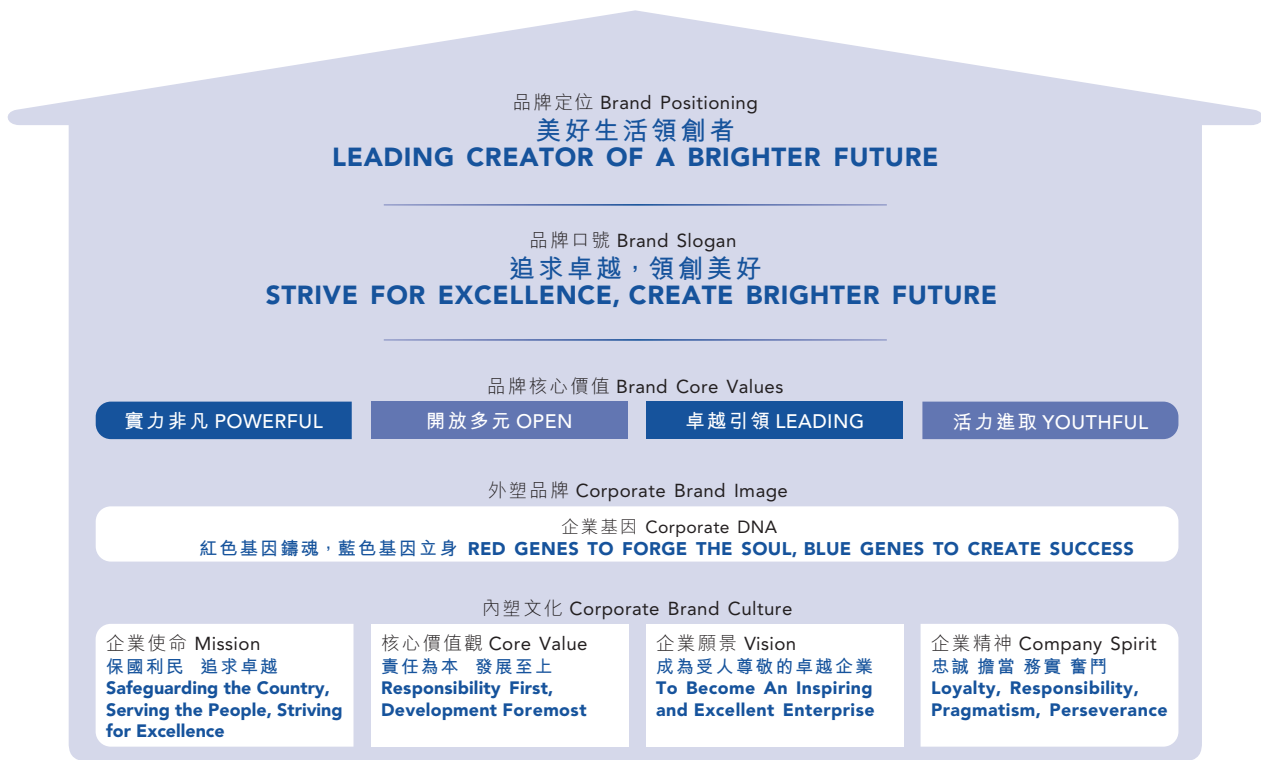 品牌定位 Brand Positioning
美好生活領創者
LEADING CREATOR OF A BRIGHTER FUTURE
品牌口號 Brand Slogan
追求卓越，領創美好
STRIVE FOR EXCELLENCE, CREATE BRIGHTER FUTURE
品牌核心價值 Brand Core Values
實力非凡 POWERFUL
開放多元 OPEN
卓越引領 LEADING
活力進取 YOUTHFUL
外塑品牌 Corporate Brand Image
企業基因 Corporate DNA
紅色基因鑄魂，藍色基因立身 RED GENES TO FORGE THE SOUL, BLUE GENES TO CREATE SUCCESS
內塑文化 Corporate Brand Culture
企業使命 Mission
保國利民 追求卓越
Safeguarding the Country,
Serving the People, Striving
for Excellence
核心價值觀 Core Value
責任為本 發展至上
Responsibility First,
Development Foremost
企業願景 Vision
成為受人尊敬的卓越企業
To Become An Inspiring
and Excellent Enterprise
企業精神 Company Spirit
忠誠 擔當 務實 奮鬥
Loyalty, Responsibility,
Pragmatism, Perseverance